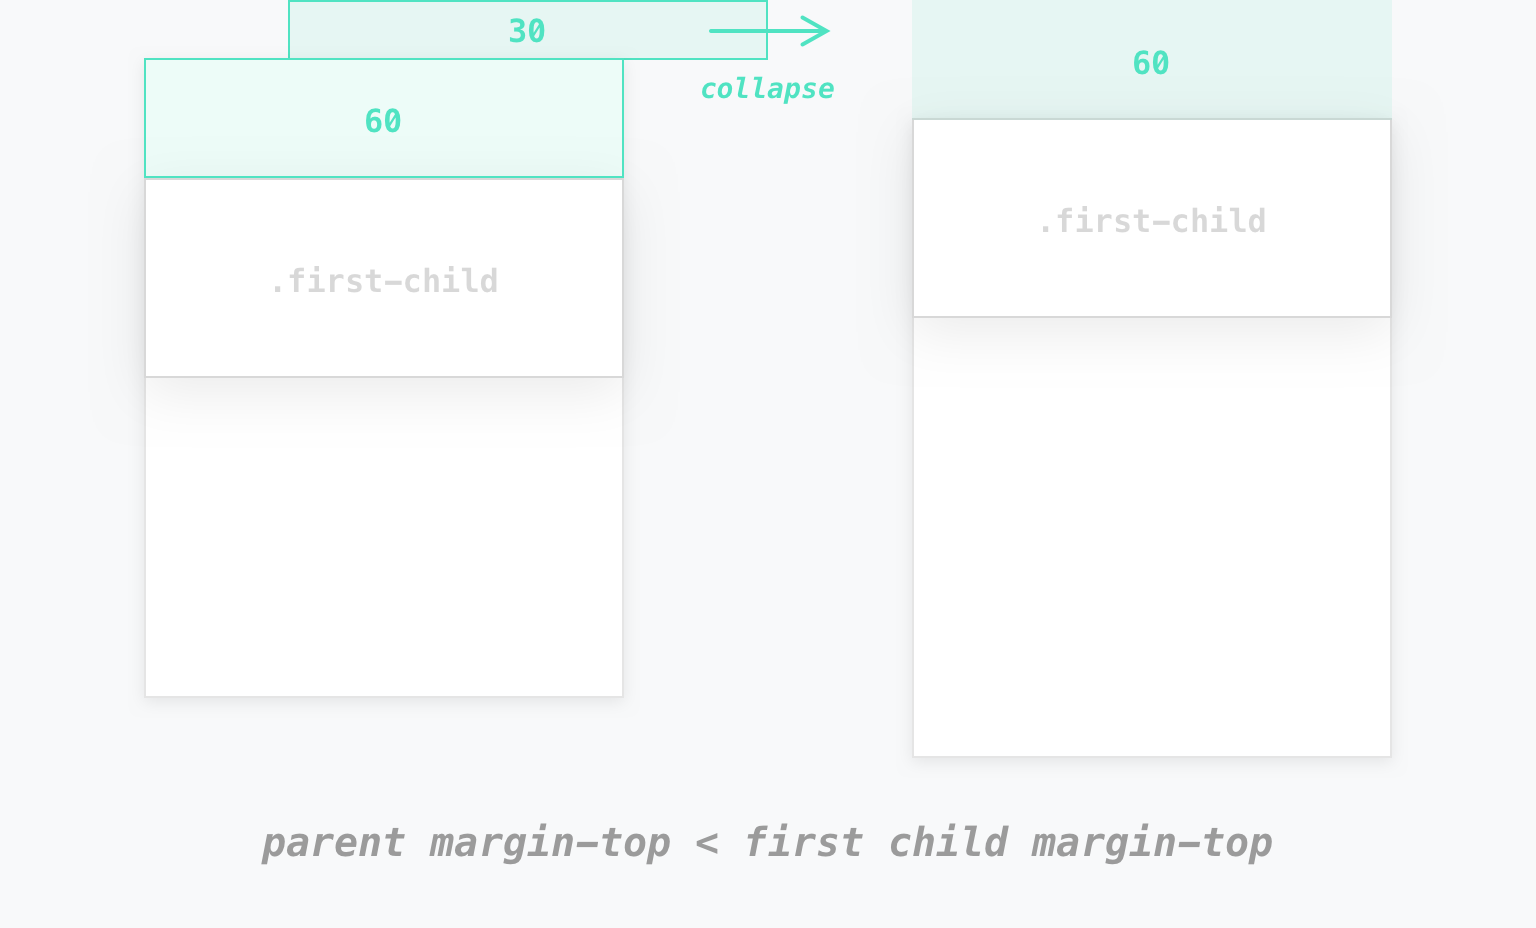 30
60
collapse
60
.first-child
.first-child
parent margin-top < first child margin-top